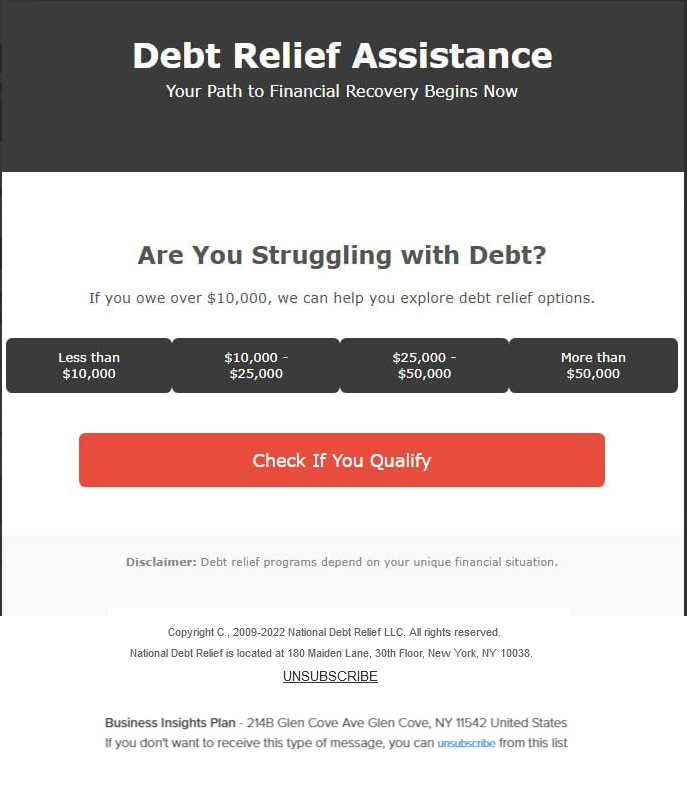 Debt Relief Assistance
Your Path to Financial Recovery Begins Now
Are You Struggling with Debt?
If you owe over $10,000, we can help you explore debt relief options.
Less than
$10,000
$10,000 -
$25,000
$25,000 -
$50,000
More than
$50,000
Check If You Qualify
Disclaimer: Debt relief programs depend on your unique financial situation.
Copyright C., 2009-2022 National Debt Relief LLC. All rights reserved.
National Debt Relief is located at 180 Maiden Lane, 30th Floor, New York, NY 10038.
UNSUBSCRIBE
Business Insights Plan - 214B Glen Cove Ave Glen Cove, NY 11542 United States
If you don't want to receive this type of message, you can unsubscribe from this list